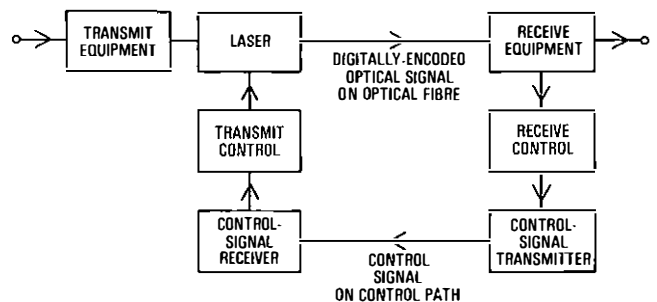 TRANSMIT
EQUIPMENT
LASER
DIGITALLY-ENCODED
OPTICAL SIGNAL
ON OPTICAL FIBRE
RECEIVE
EQUIPMENT
TRANSMIT
CONTROL
RECEIVE
CONTROL
CONTROL-
SIGNAL
RECEIVER
CONTROL
SIGNAL
ON CONTROL PATH
CONTROL-
SIGNAL
TRANSMITTER